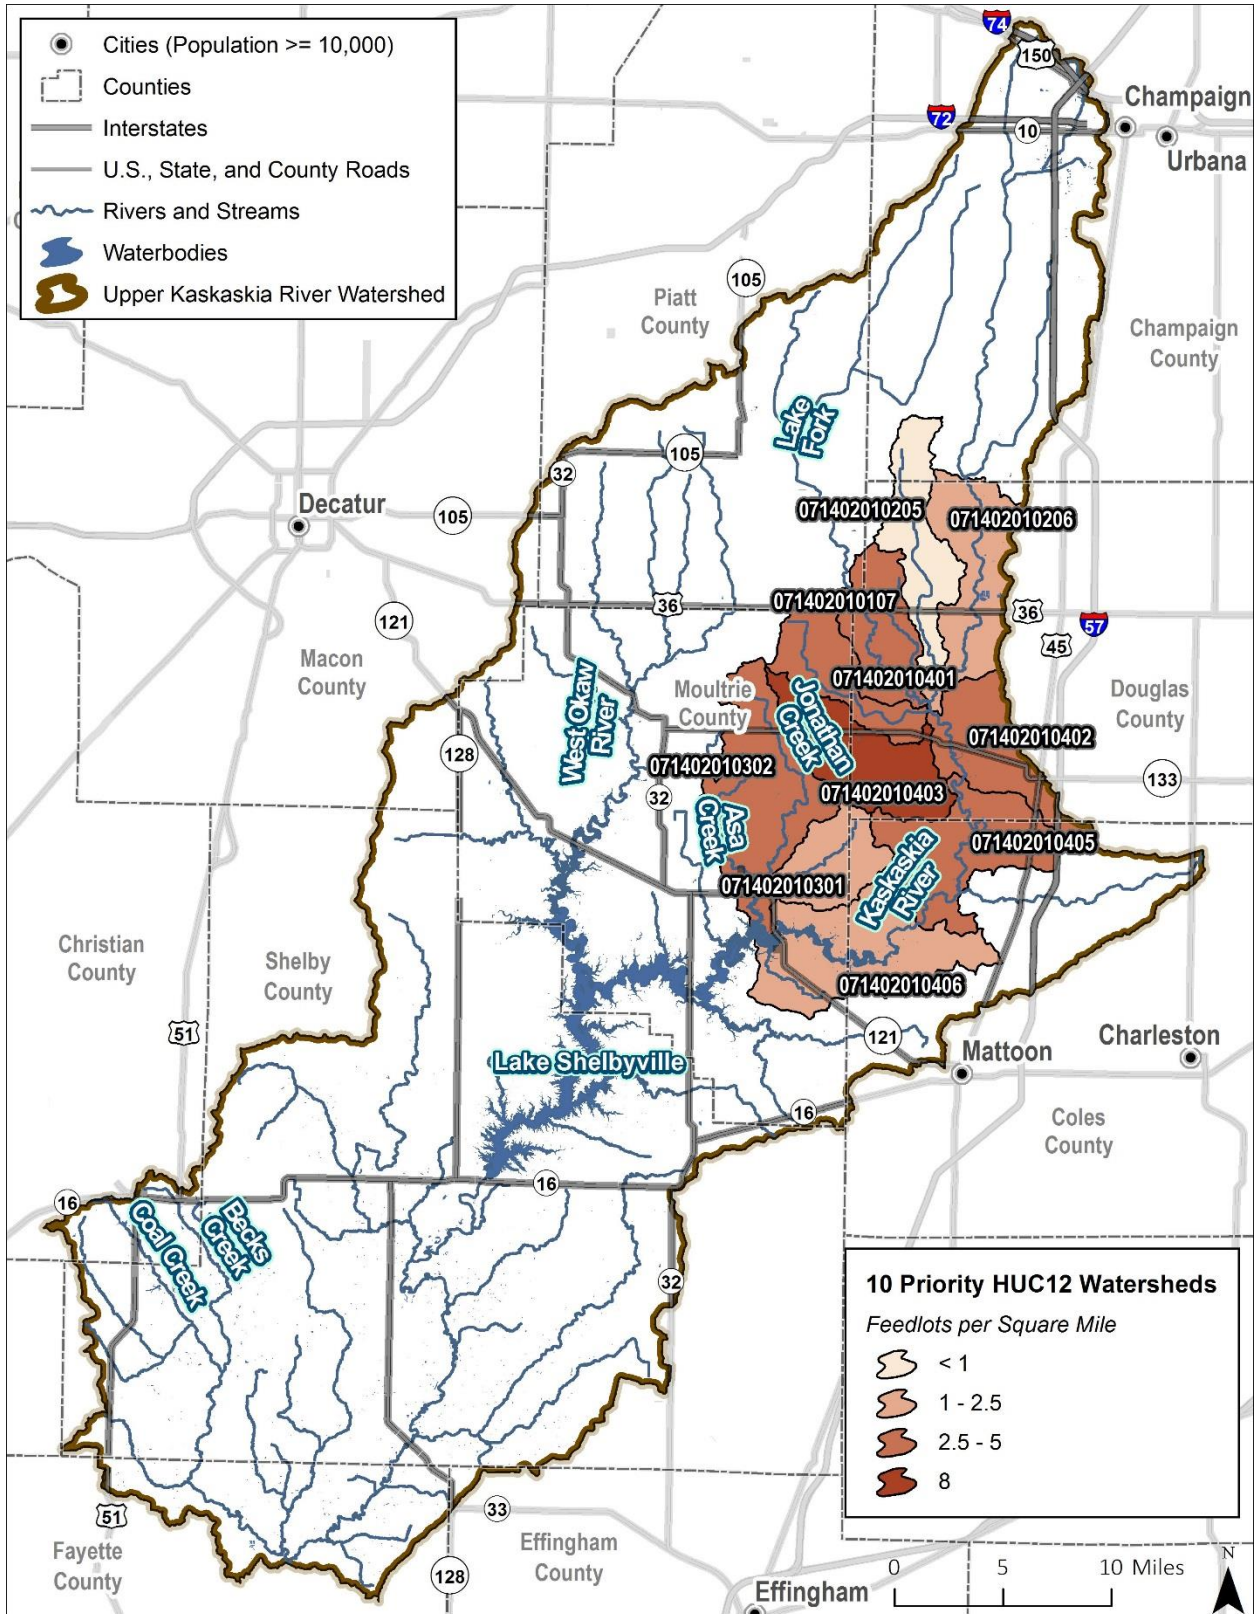 Cities (Population >= 10,000)
Counties
Interstates
U.S., State, and County Roads
Rivers and Streams
Waterbodies
Upper Kaskaskia River Watershed
74
150
Champaign
72
10
Urbana
105
Piatt
County
Champaign
County
Lake
Fork
105
32
Decatur
105
071402010205
071402010206
071402010107
36
36
57
121
45
Macon
County
West Okaw
River
Moultrie
County
071402010401
Jonathan
Creek
Douglas
County
071402010402
128
071402010302
133
32
071402010403
Asa
Creek
Kaskaskia
River
071402010405
071402010301
Christian
County
Shelby
County
071402010406
51
121
Mattoon
Charleston
Lake Shelbyville
16
Coles
County
16
16
Coal Creek
Becks
Creek
32
10 Priority HUC12 Watersheds
Feedlots per Square Mile
< 1
1 - 2.5
2.5 - 5
8
51
33
Fayette
County
Effingham
County
128
Effingham
0 5 10 Miles
N